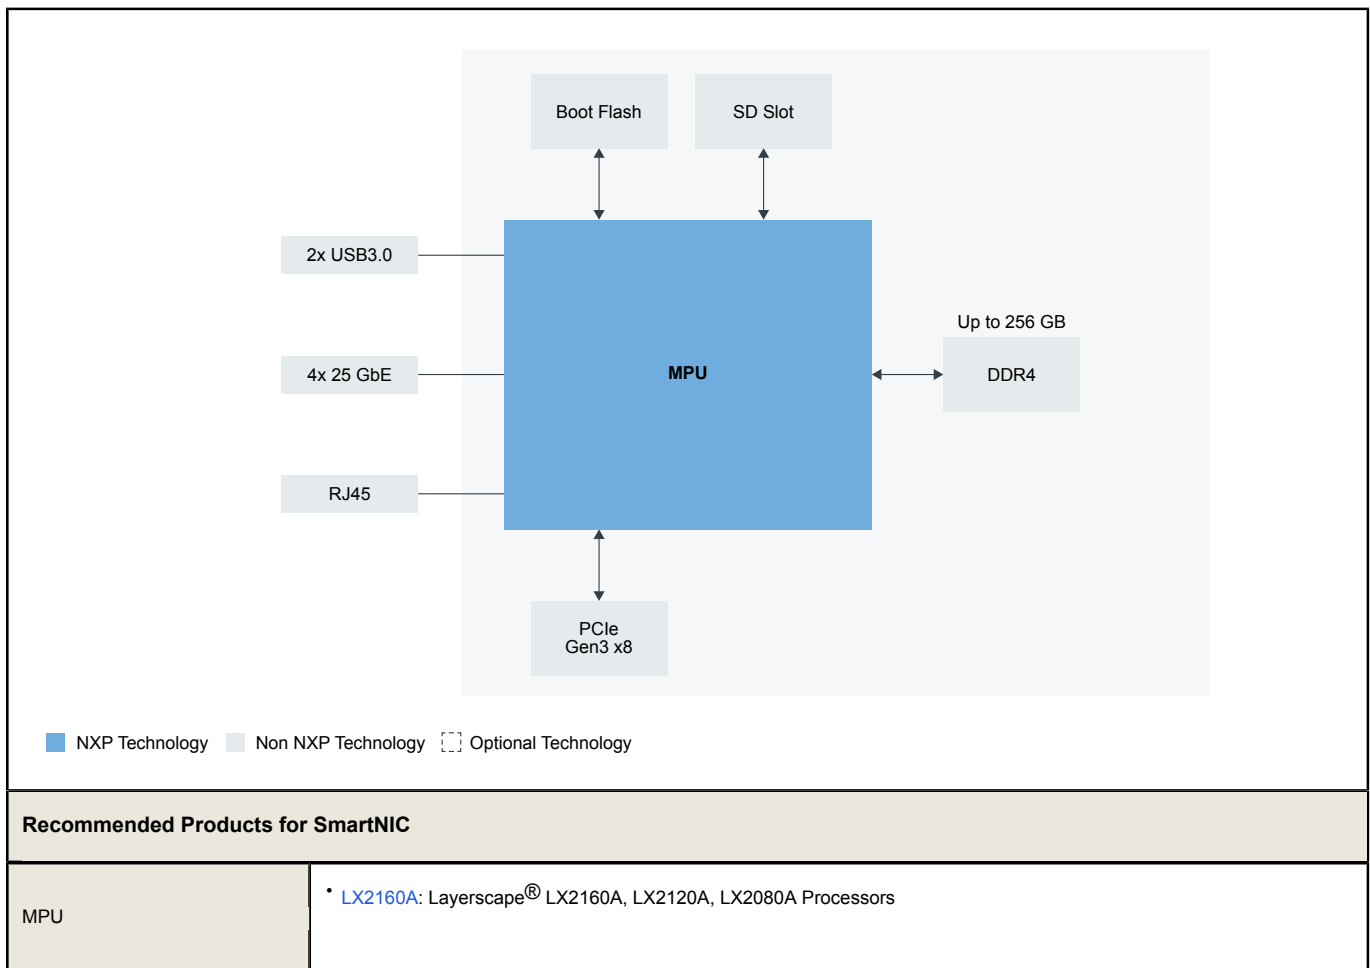 Boot Flash
SD Slot
2x USB3.0
Up to 256 GB
4x 25 GbE
MPU
DDR4
RJ45
PCIe
Gen3 x8
NXP Technology
Non NXP Technology
Optional Technology
Recommended Products for SmartNIC
MPU
• LX2160A: Layerscape® LX2160A, LX2120A, LX2080A Processors